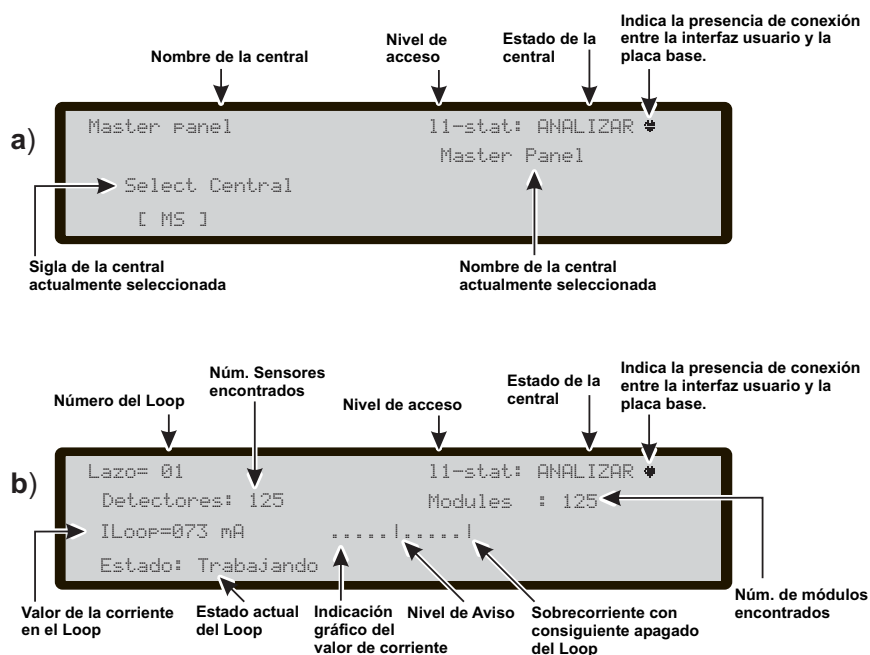 Nombre de la central
Nivel de
acceso
Estado de la
central
Indica la presencia de conexión
entre la interfaz usuario y la
placa base.
a)
Master panel
l1-stat: ANALIZAR
Master Panel
Select Central
[ MS ]
Sigla de la central
actualmente seleccionada
Nombre de la central
actualmente seleccionada
Número del Loop
Núm. Sensores
encontrados
Nivel de acceso
Estado de la
central
Indica la presencia de conexión
entre la interfaz usuario y la
placa base.
b)
Lazo= 01
l1-stat: ANALIZAR
Detectores: 125
Modules : 125
ILoop=073 mA
.....|.....|
Estado: Trabajando
Valor de la corriente
en el Loop
Estado actual
del Loop
Indicación
gráfico del
valor de corriente
Nivel de Aviso
Sobrecorriente con
consiguiente apagado
del Loop
Núm. de módulos
encontrados